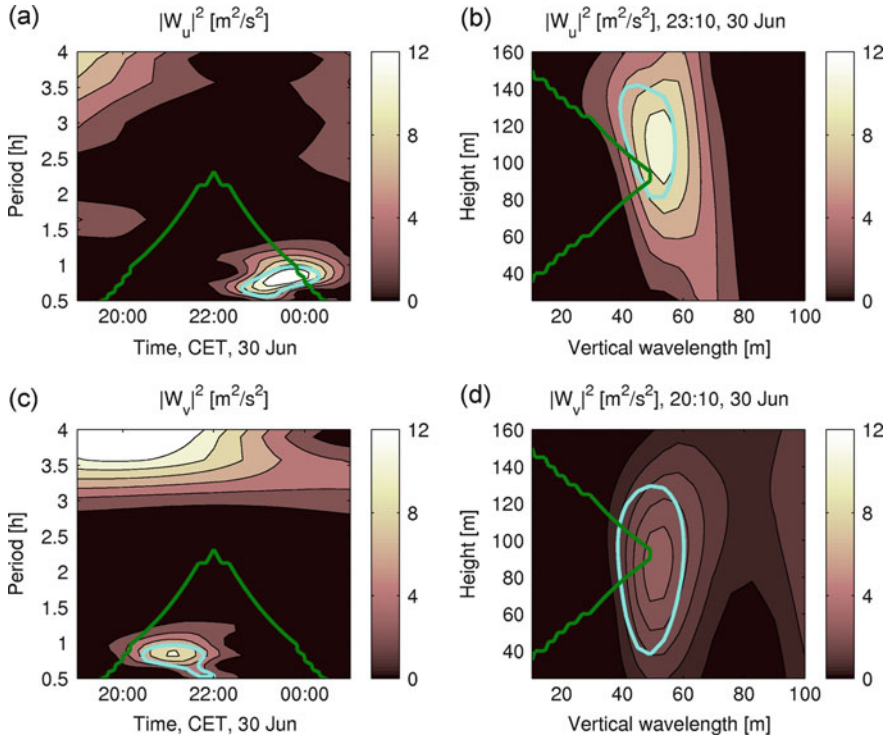 (a)
|W_u|^2 [m^2/s^2]
Period [h]
4
3.5
3
2.5
2
1.5
1
0.5
20:00 22:00 00:00
Time, CET, 30 Jun
12
8
4
0
(b)
|W_u|^2 [m^2/s^2], 23:10, 30 Jun
Height [m]
160
140
120
100
80
60
40
20 40 60 80 100
Vertical wavelength [m]
12
8
4
0
(c)
|W_v|^2 [m^2/s^2]
Period [h]
4
3.5
3
2.5
2
1.5
1
0.5
20:00 22:00 00:00
Time, CET, 30 Jun
12
8
4
0
(d)
|W_v|^2 [m^2/s^2], 20:10, 30 Jun
Height [m]
160
140
120
100
80
60
40
20 40 60 80 100
Vertical wavelength [m]
12
8
4
0